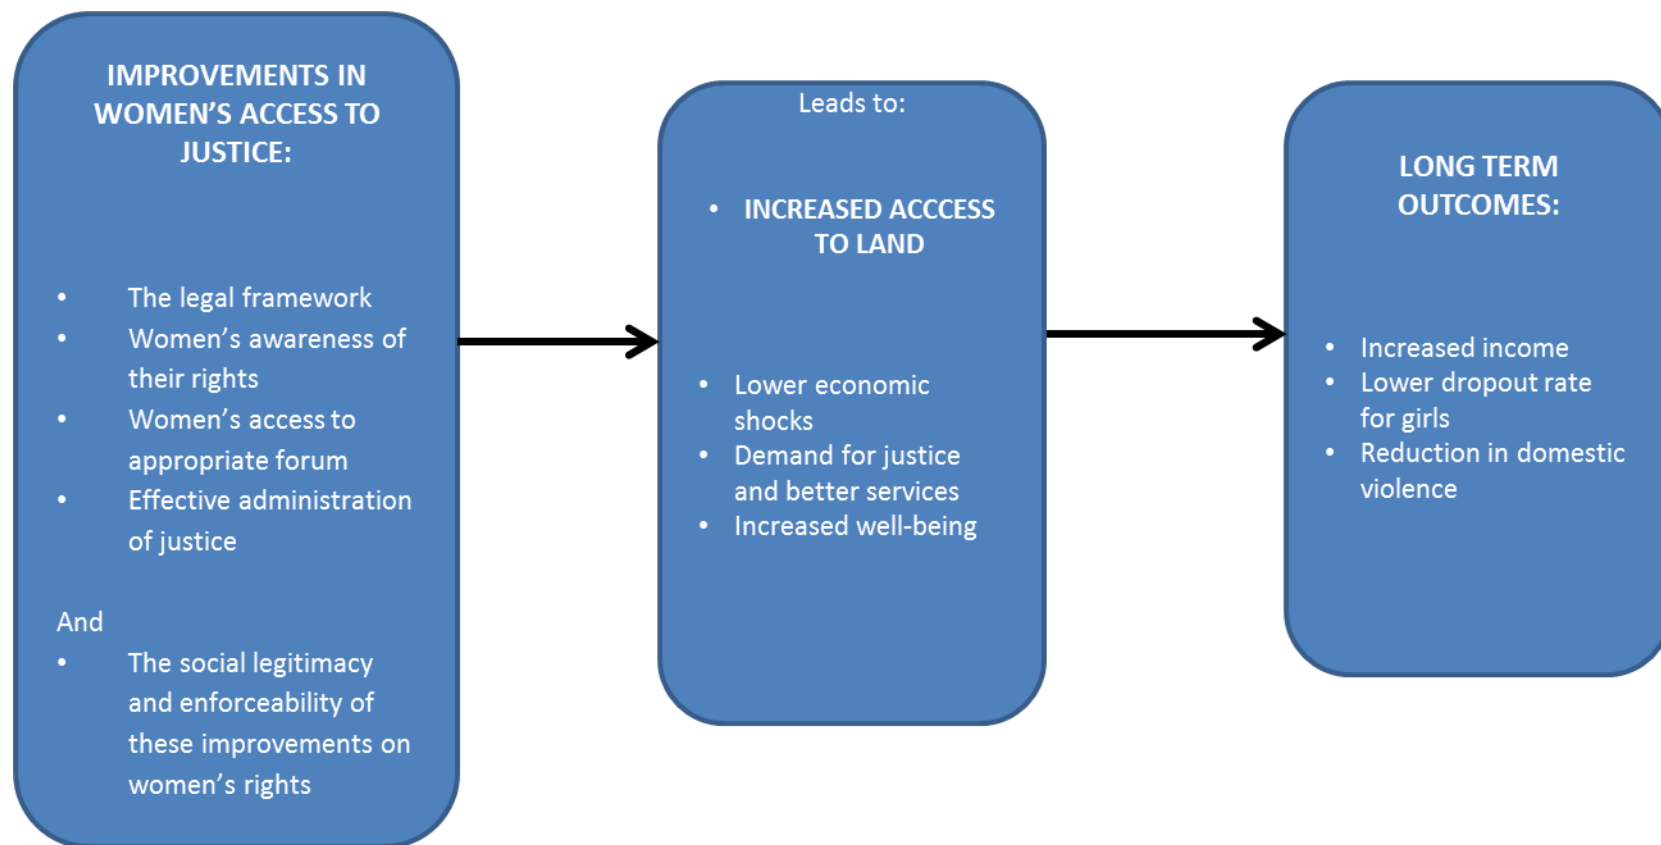 IMPROVEMENTS IN
WOMEN’S ACCESS TO
JUSTICE:
• The legal framework
• Women’s awareness of
their rights
• Women’s access to
appropriate forum
• Effective administration
of justice
And
• The social legitimacy
and enforceability of
these improvements on
women’s rights
Leads to:
• INCREASED ACCCESS
TO LAND
• Lower economic
shocks
• Demand for justice
and better services
• Increased well-being
LONG TERM
OUTCOMES:
• Increased income
• Lower dropout rate
for girls
• Reduction in domestic
violence